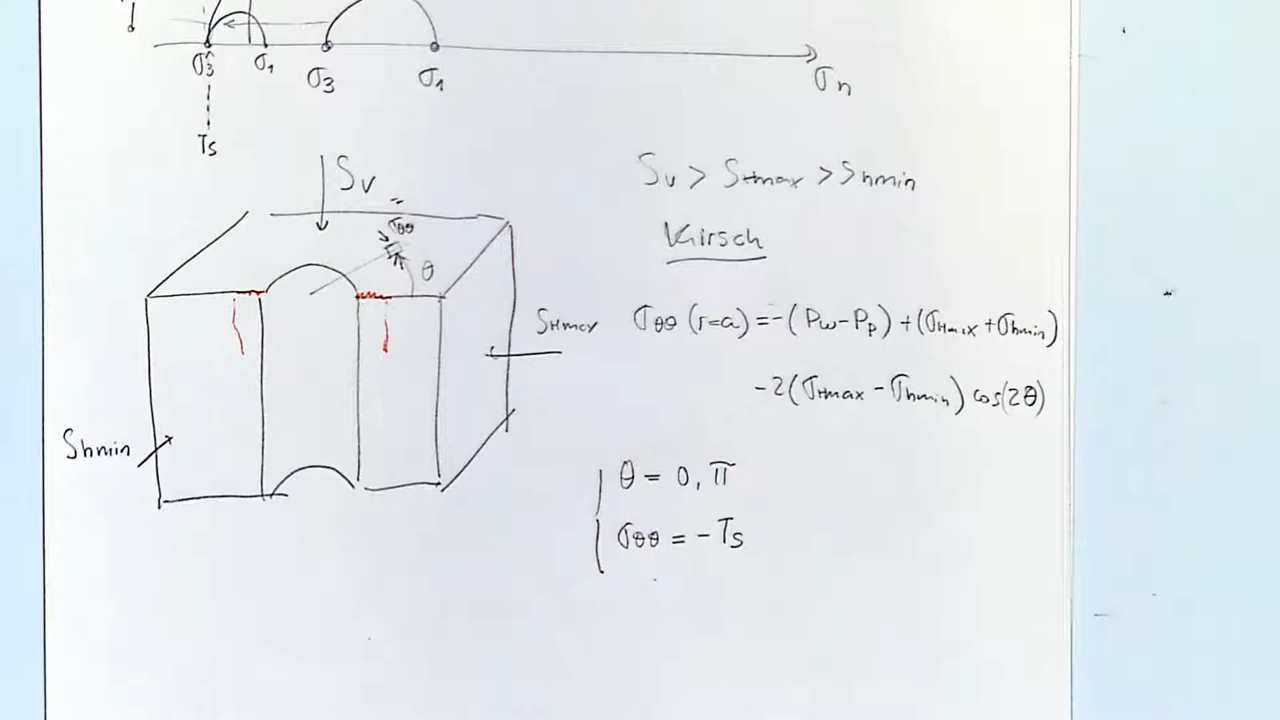 σ3 σ1 σ3 σ1 σn
Ts
Sv
σθθ
θ
SHmax
Shmin
Sv > SHmax > Shmin
Kirsch
σθθ (r=a) = -(Pw-Pp) + (σHmax + σhmin)
-2(σHmax - σhmin) cos(2θ)
θ = 0, π
σθθ = - Ts